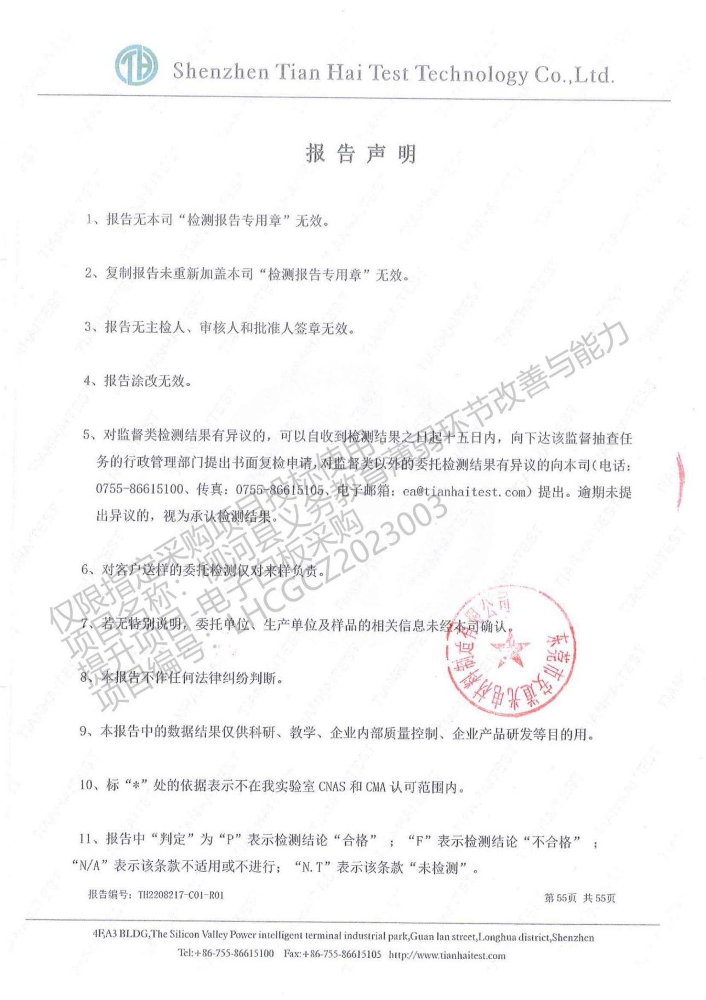 TH
Shenzhen Tian Hai Test Technology Co.,Ltd.
报告声明
1、报告无本司“检测报告专用章”无效。
2、复制报告未重新加盖本司“检测报告专用章”无效。
3、报告无主检人、审核人和批准人签章无效。
4、报告涂改无效。
5、对监督类检测结果有异议的，可以自收到检测结果之日起十五日内，向下达该监督抽查任
务的行政管理部门提出书面复检申请,对监督类以外的委托检测结果有异议的向本司(电话:
0755-86615100、传真: 0755-86615105、电子邮箱: ea@tianhaitest.com）提出。逾期未提
出异议的，视为承认检测结果。
6、对客户送样的委托检测仅对来样负责。
7、若无特别说明，委托单位、生产单位及样品的相关信息未经本司确认。
8、本报告不作任何法律纠纷判断。
9、本报告中的数据结果仅供科研、教学、企业内部质量控制、企业产品研发等目的用。
10、标“*”处的依据表示不在我实验室 CNAS 和 CMA 认可范围内。
11、报告中“判定”为“P”表示检测结论“合格” ； “F”表示检测结论“不合格” ；
“N/A”表示该条款不适用或不进行； “N.T”表示该条款“未检测”。
仅限指定采购项目投标使用。
项目名称：柳河县义务教育薄弱环节改善与能力
提升项目-电子白板采购
项目编号：LHCGCZ2023003
东莞市安道光电材料制造有限公司
报告编号: TH2208217-C01-R01
第55页 共55页
4F,A3 BLDG,The Silicon Valley Power intelligent terminal industrial park,Guan lan street,Longhua district,Shenzhen
Tel:+86-755-86615100 Fax:+86-755-86615105 http://www.tianhaitest.com